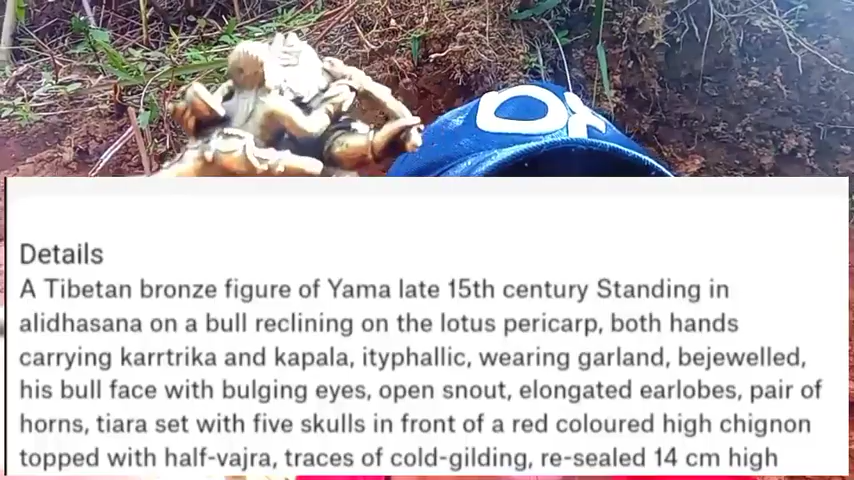 DX
Details
A Tibetan bronze figure of Yama late 15th century Standing in
alidhasana on a bull reclining on the lotus pericarp, both hands
carrying karrtrika and kapala, ityphallic, wearing garland, bejewelled,
his bull face with bulging eyes, open snout, elongated earlobes, pair of
horns, tiara set with five skulls in front of a red coloured high chignon
topped with half-vajra, traces of cold-gilding, re-sealed 14 cm high